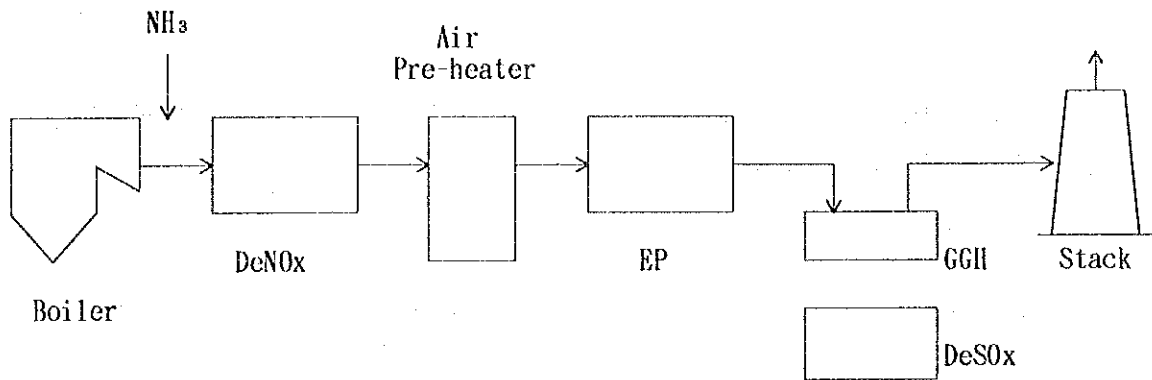 NH₃
Air
Pre-heater
DeNOx
EP
GGH
Stack
Boiler
DeSOx